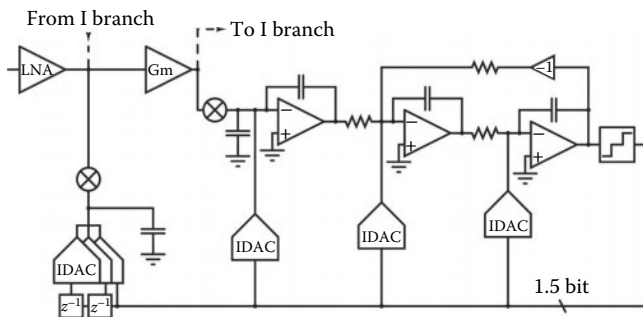 From I branch
To I branch
LNA
Gm
-1
IDAC
IDAC
IDAC
IDAC
z⁻¹
z⁻¹
1.5 bit